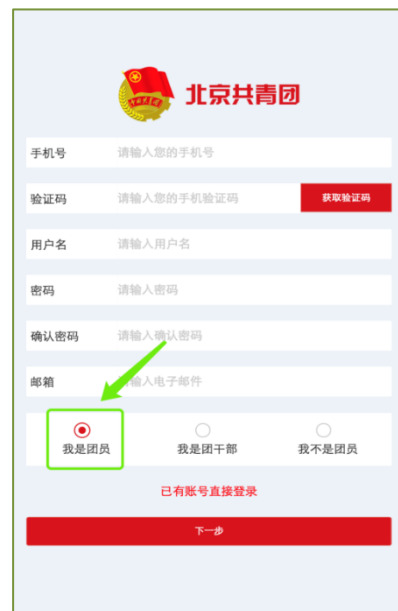 北京共青团
手机号 请输入您的手机号
验证码 请输入您的手机验证码 获取验证码
用户名 请输入用户名
密码 请输入密码
确认密码 请输入确认密码
邮箱 请输入电子邮件
我是团员 我是团干部 我不是团员
已有账号直接登录
下一步